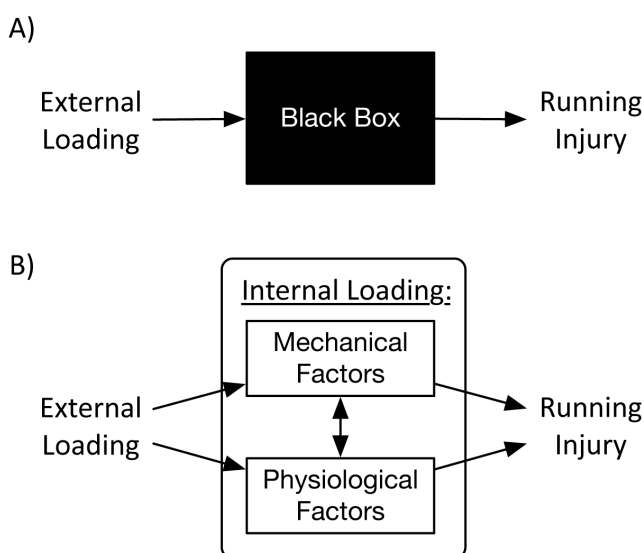 A)
External
Loading
Black Box
Running
Injury
B)
Internal Loading:
Mechanical
Factors
External
Loading
Running
Injury
Physiological
Factors